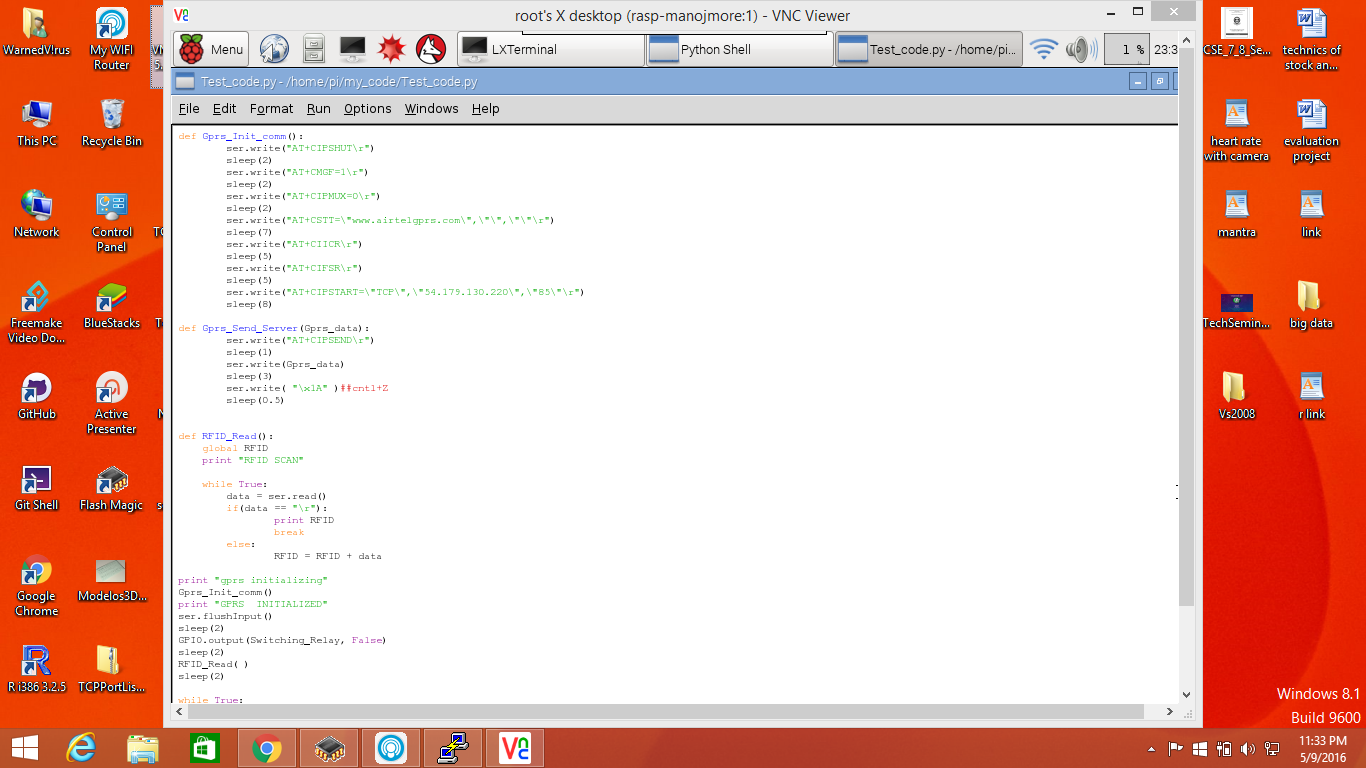 root's X desktop (rasp-manojmore:1) - VNC Viewer
Menu
LXTerminal
Python Shell
Test_code.py - /home/pi...
1 %
23:3
Test_code.py - /home/pi/my_code/Test_code.py
File Edit Format Run Options Windows Help
def Gprs_Init_comm():
ser.write("AT+CIPSHUT\r")
sleep(2)
ser.write("AT+CMGF=1\r")
sleep(2)
ser.write("AT+CIPMUX=0\r")
sleep(2)
ser.write("AT+CSTT=\"www.airtelgprs.com\",\"\",\"\"\r")
sleep(7)
ser.write("AT+CIICR\r")
sleep(5)
ser.write("AT+CIFSR\r")
sleep(5)
ser.write("AT+CIPSTART=\"TCP\",\"54.179.130.220\",\"85\"\r")
sleep(8)
def Gprs_Send_Server(Gprs_data):
ser.write("AT+CIPSEND\r")
sleep(1)
ser.write(Gprs_data)
sleep(3)
ser.write( "\x1A" )##cntl+Z
sleep(0.5)
def RFID_Read():
global RFID
print "RFID SCAN"
while True:
data = ser.read()
if(data == "\r"):
print RFID
break
else:
RFID = RFID + data
print "gprs initializing"
Gprs_Init_comm()
print "GPRS  INITIALIZED"
ser.flushInput()
sleep(2)
GPIO.output(Switching_Relay, False)
sleep(2)
RFID_Read( )
sleep(2)
while True:
WarnedV!rus
My WIFI
Router
This PC
Recycle Bin
Network
Control
Panel
Freemake
Video Do...
BlueStacks
GitHub
Active
Presenter
Git Shell
Flash Magic
Google
Chrome
Modelos3D...
R i386 3.2.5
TCPPortLis...
CSE_7_8_Se...
technics of
stock an...
heart rate
with camera
evaluation
project
mantra
link
TechSemin...
big data
Vs2008
r link
Windows 8.1
Build 9600
11:33 PM
5/9/2016